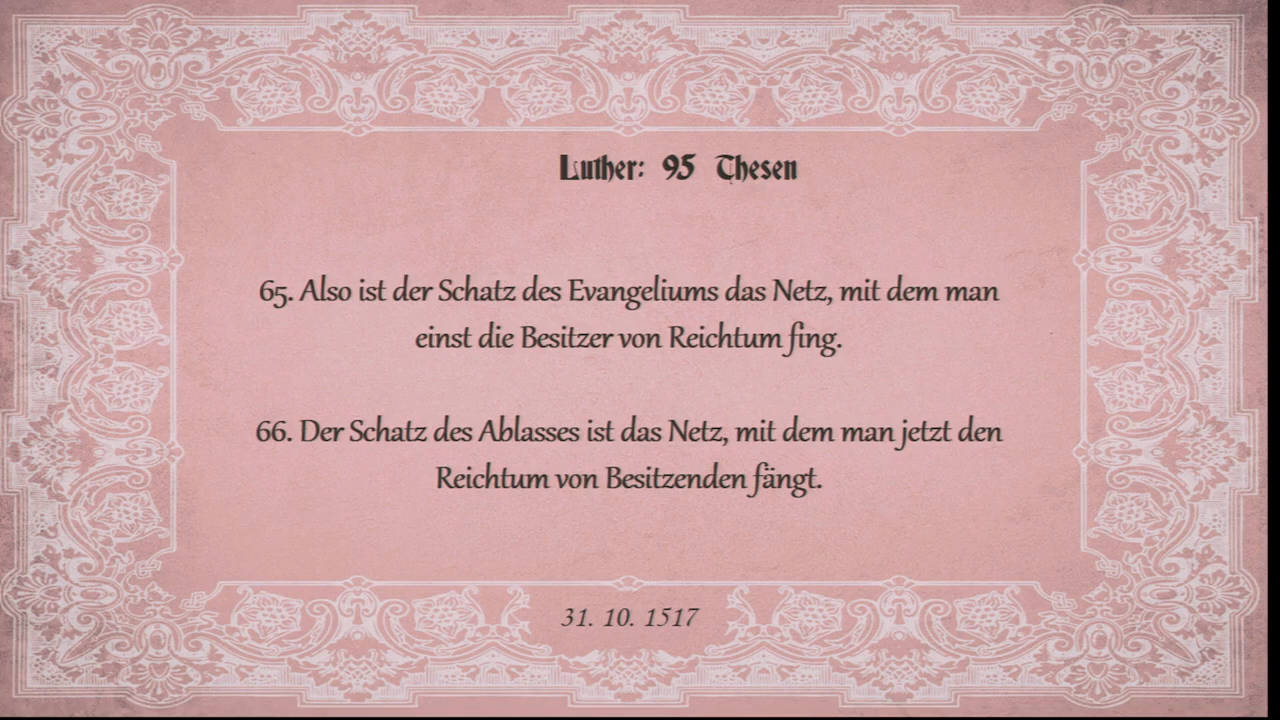 Luther: 95 Thesen
65. Also ist der Schatz des Evangeliums das Netz, mit dem man
einst die Besitzer von Reichtum fing.
66. Der Schatz des Ablasses ist das Netz, mit dem man jetzt den
Reichtum von Besitzenden fängt.
31. 10. 1517